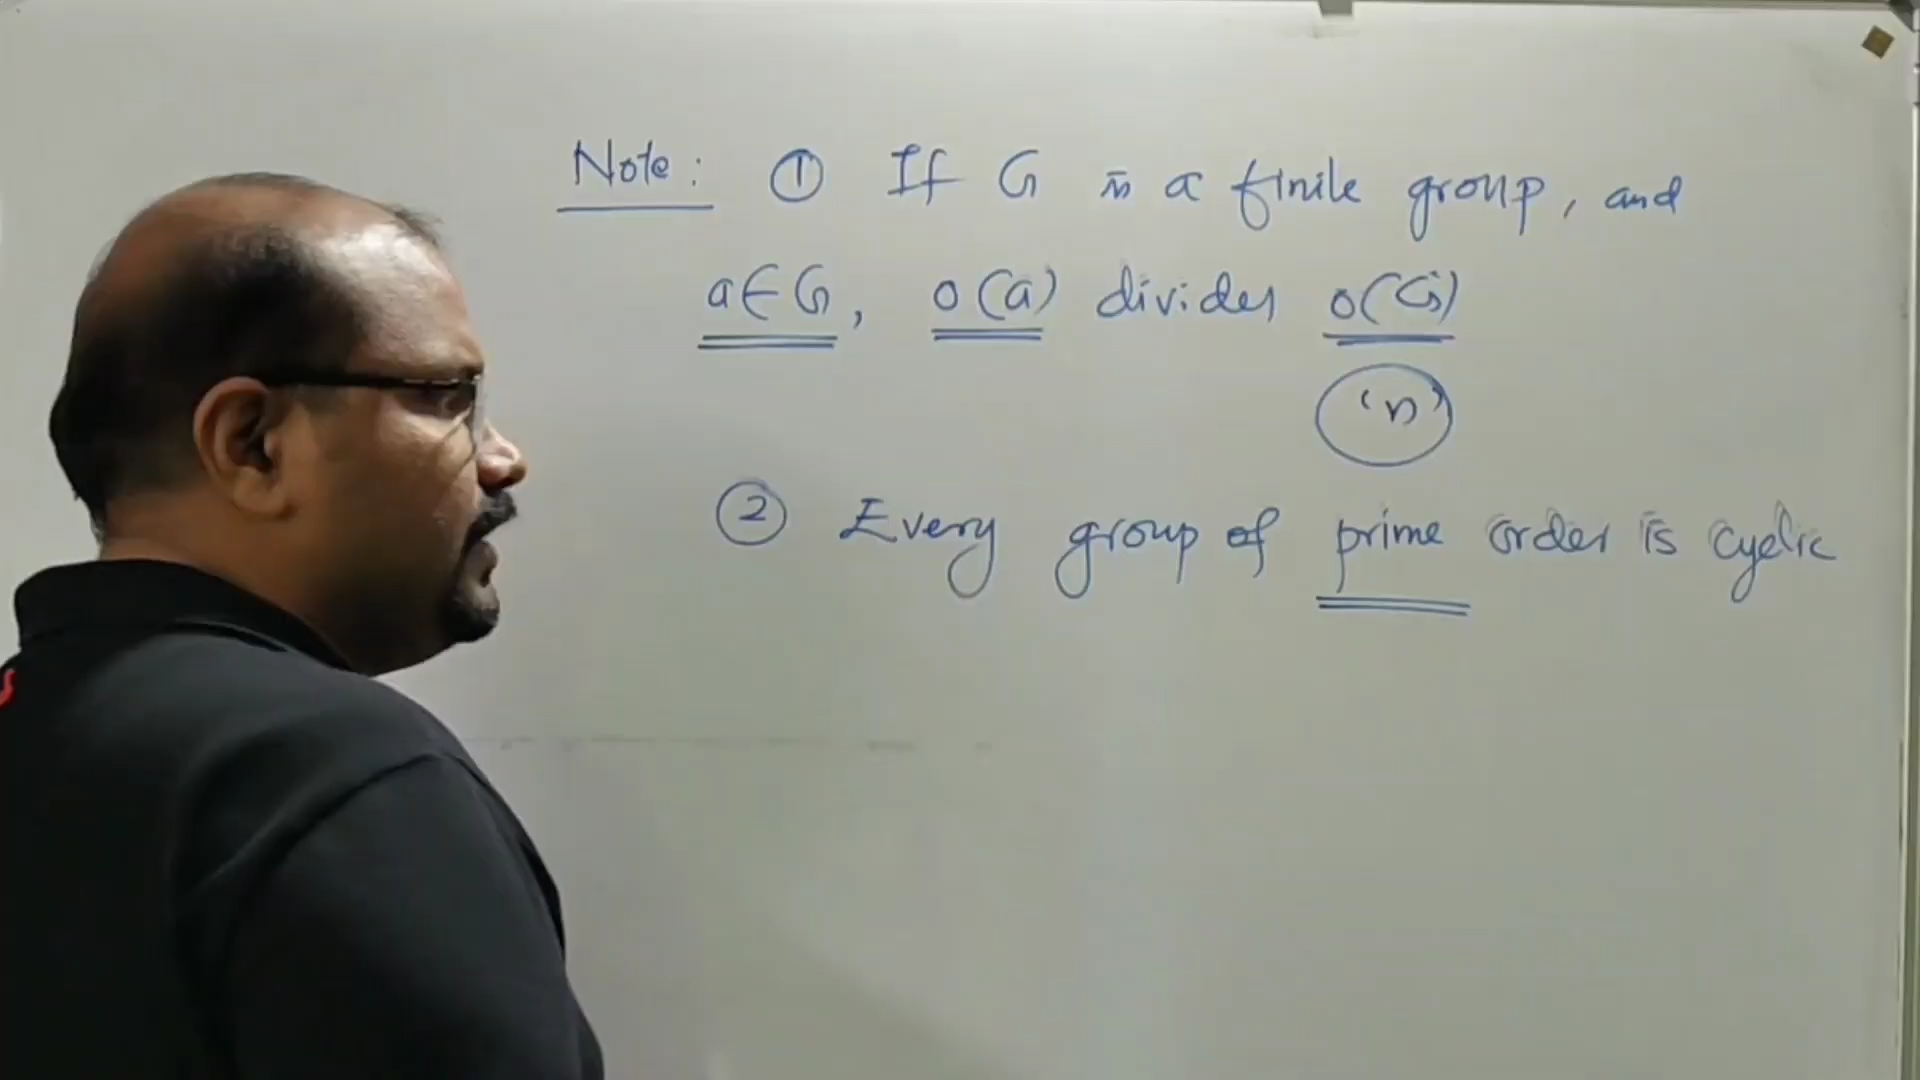 Note: ① If G is a finite group, and
a∈G, o(a) divides o(G)
'n'
② Every group of prime order is cyclic